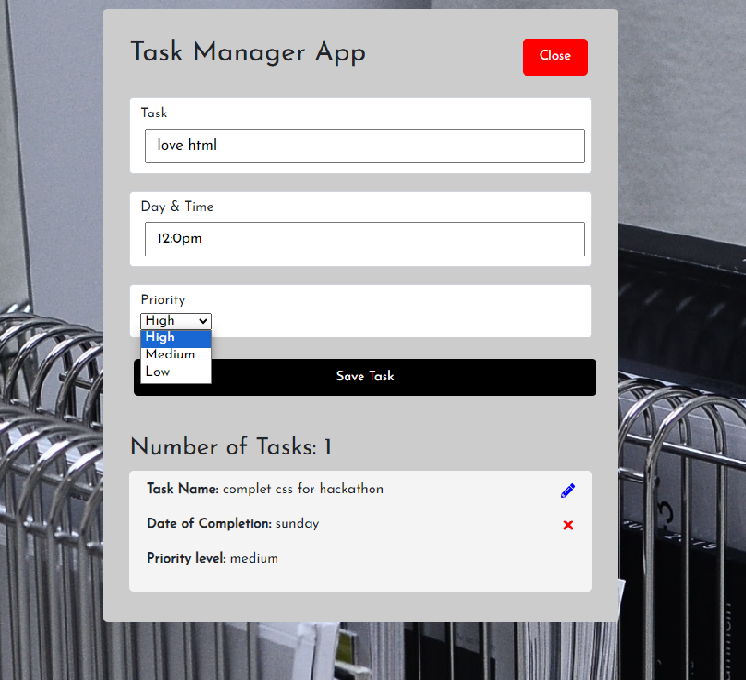 Task Manager App
Close
Task
love html
Day & Time
12:0pm
Priority
High
High
Medium
Low
Save Task
Number of Tasks: 1
Task Name: complet css for hackathon
Date of Completion: sunday
Priority level: medium